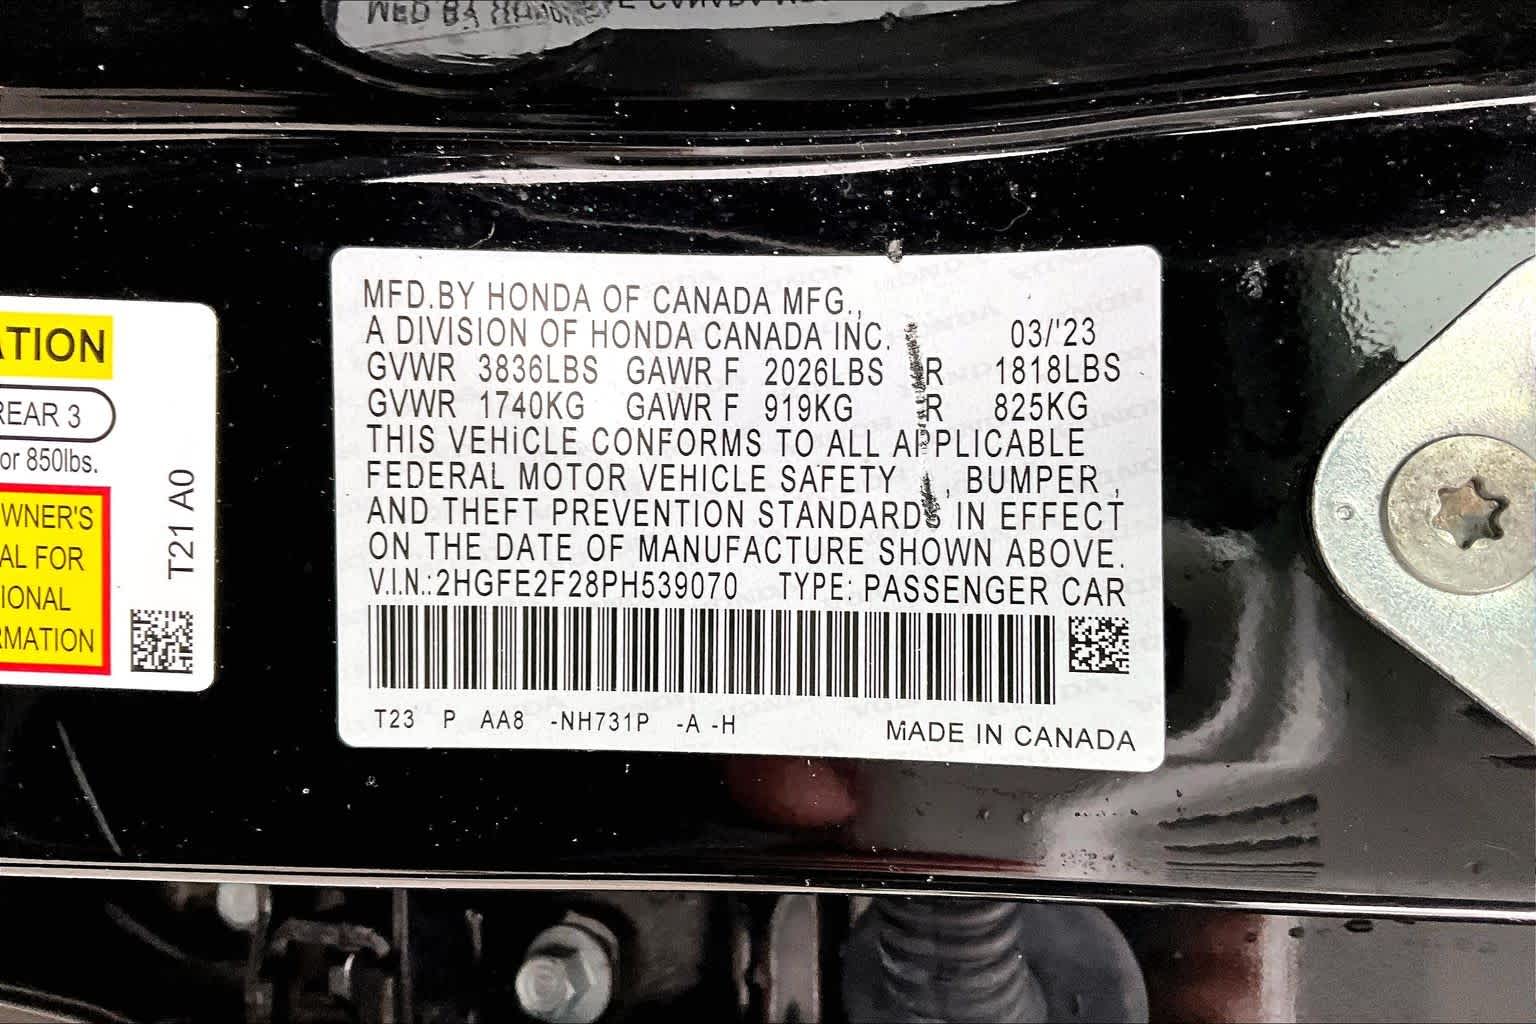 MFD.BY HONDA OF CANADA MFG.,
A DIVISION OF HONDA CANADA INC. 03/'23
GVWR 3836LBS GAWR F 2026LBS R 1818LBS
GVWR 1740KG GAWR F 919KG R 825KG
THIS VEHICLE CONFORMS TO ALL APPLICABLE
FEDERAL MOTOR VEHICLE SAFETY , BUMPER ,
AND THEFT PREVENTION STANDARDS IN EFFECT
ON THE DATE OF MANUFACTURE SHOWN ABOVE.
V.I.N.:2HGFE2F28PH539070 TYPE: PASSENGER CAR
T23 P AA8 -NH731P -A -H
MADE IN CANADA
ATION
REAR 3
or 850lbs.
WNER'S
AL FOR
IONAL
RMATION
T21 A0